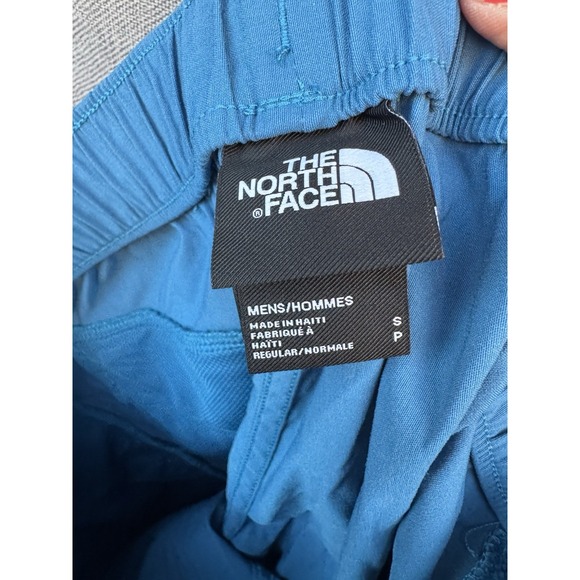 THE
NORTH
® FACE
MENS/HOMMES
MADE IN HAITI
FABRIQUÉ À
HAÏTI
REGULAR/NORMALE
S
P